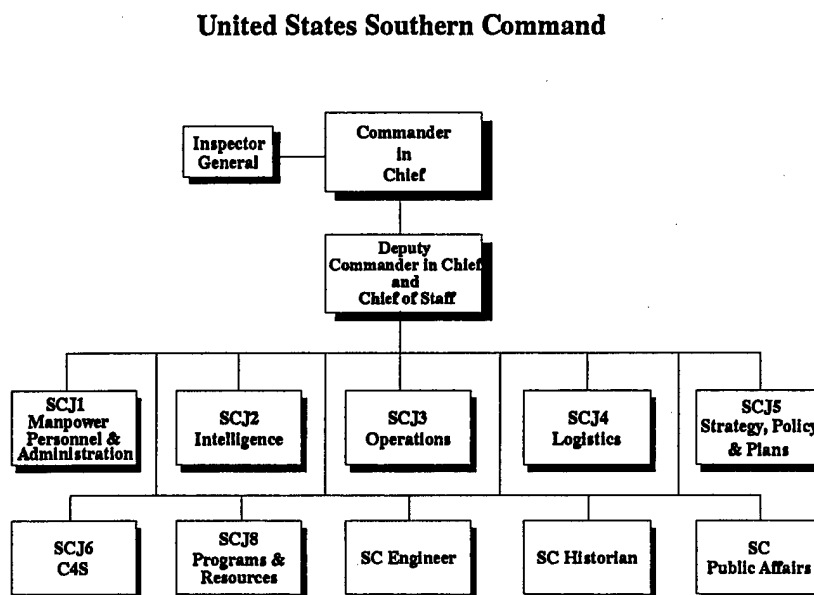 United States Southern Command
Inspector
General
Commander
in
Chief
Deputy
Commander in Chief
and
Chief of Staff
SCJ1
Manpower
Personnel &
Administration
SCJ2
Intelligence
SCJ3
Operations
SCJ4
Logistics
SCJ5
Strategy, Policy
& Plans
SCJ6
C4S
SCJ8
Programs &
Resources
SC Engineer
SC Historian
SC
Public Affairs